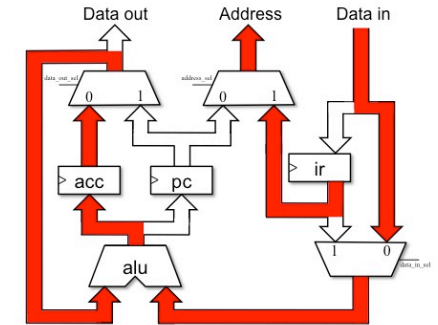 Data out Address Data in
data_out_sel 0 1 address_sel 0 1
acc pc ir
1 0 data_in_sel
alu